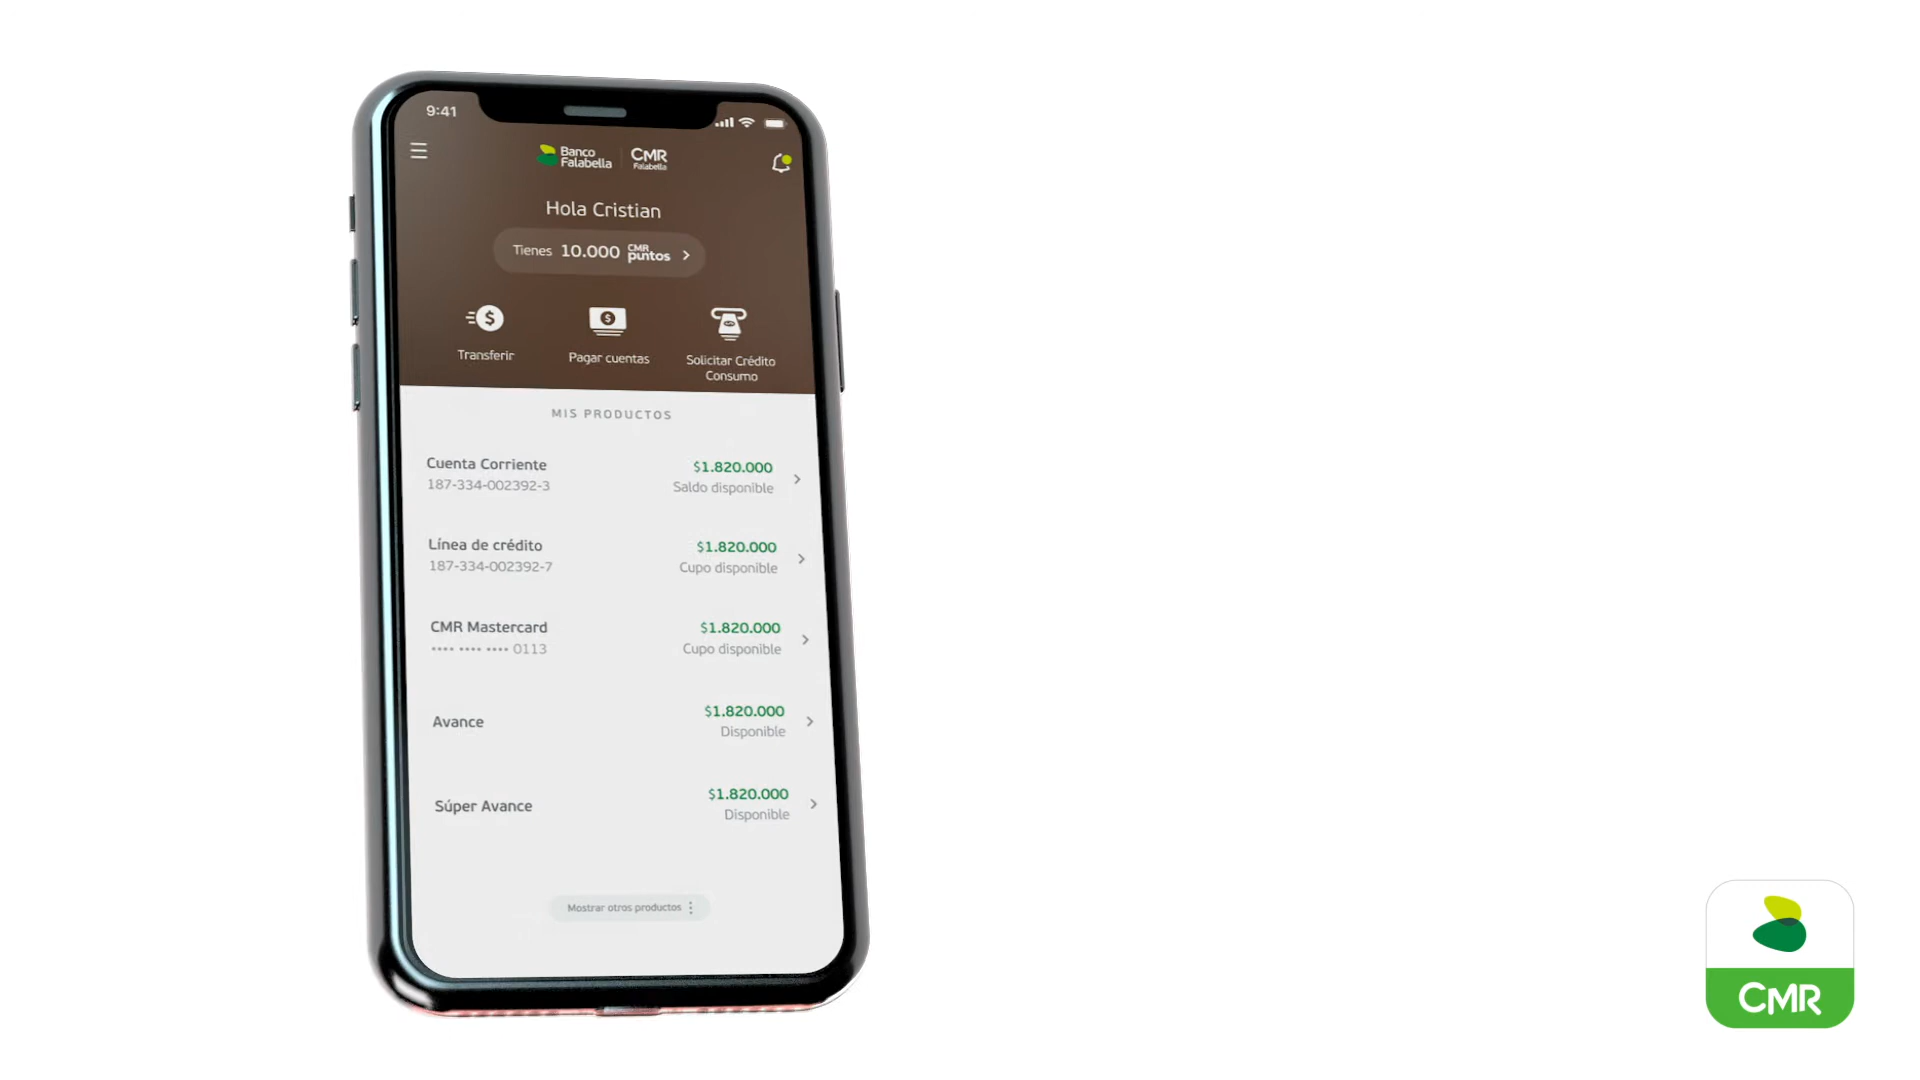 9:41
Banco Falabella
CMR Falabella
Hola Cristian
Tienes 10.000 CMR puntos
Transferir
Pagar cuentas
Solicitar Crédito
Consumo
MIS PRODUCTOS
Cuenta Corriente
187-334-002392-3
$1.820.000
Saldo disponible
Línea de crédito
187-334-002392-7
$1.820.000
Cupo disponible
CMR Mastercard
•••• •••• •••• 0113
$1.820.000
Cupo disponible
Avance
$1.820.000
Disponible
Súper Avance
$1.820.000
Disponible
Mostrar otros productos
CMR